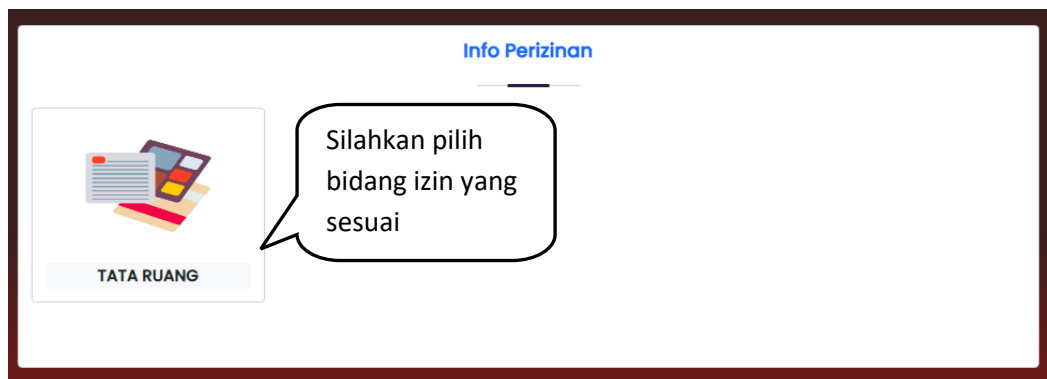 Info Perizinan
Silahkan pilih
bidang izin yang
sesuai
TATA RUANG